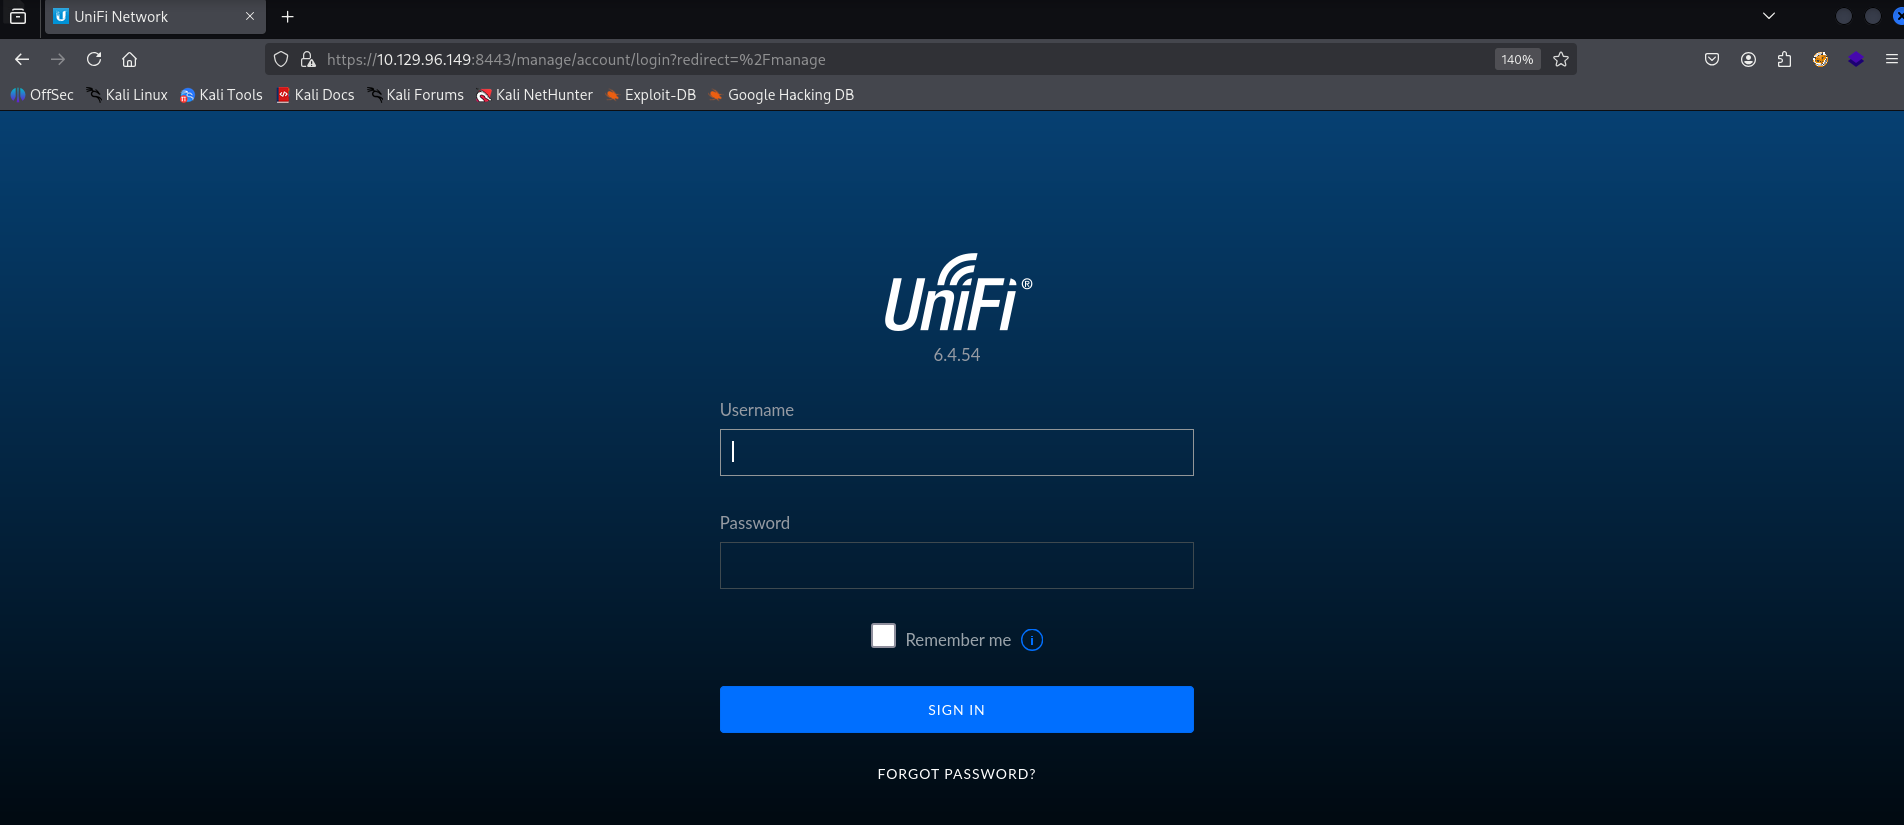 UniFi Network
https://10.129.96.149:8443/manage/account/login?redirect=%2Fmanage 140%
OffSec Kali Linux Kali Tools Kali Docs Kali Forums Kali NetHunter Exploit-DB Google Hacking DB
UniFi®
6.4.54
Username
Password
Remember me
SIGN IN
FORGOT PASSWORD?